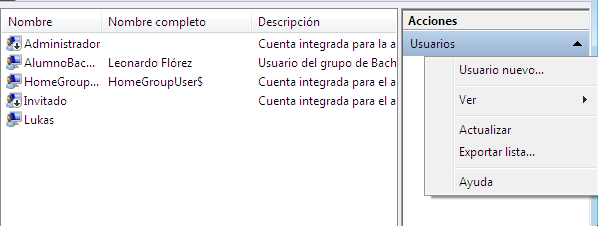 Nombre Nombre completo Descripción
Administrador Cuenta integrada para la a
AlumnoBac... Leonardo Flórez Usuario del grupo de Bach
HomeGroup... HomeGroupUser$ Cuenta integrada para el a
Invitado Cuenta integrada para el a
Lukas
Acciones
Usuarios
Usuario nuevo...
Ver
Actualizar
Exportar lista...
Ayuda